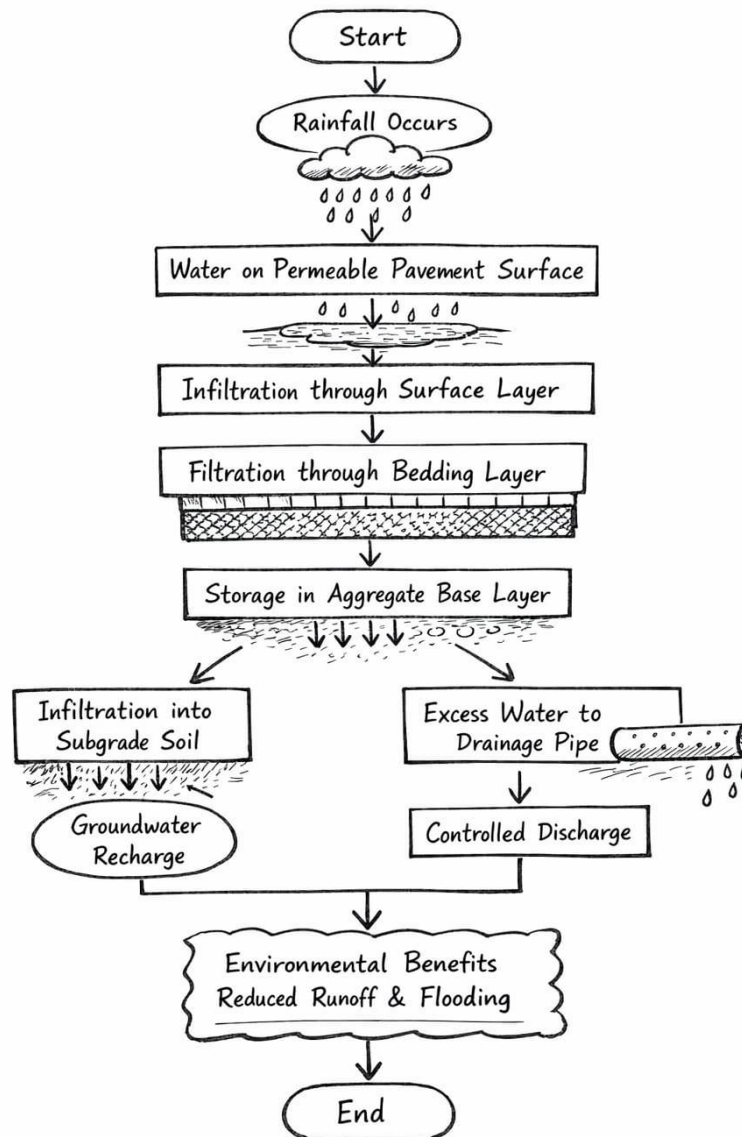 Start
Rainfall Occurs
Water on Permeable Pavement Surface
Infiltration through Surface Layer
Filtration through Bedding Layer
Storage in Aggregate Base Layer
Infiltration into
Subgrade Soil
Excess Water to
Drainage Pipe
Groundwater
Recharge
Controlled Discharge
Environmental Benefits
Reduced Runoff & Flooding
End